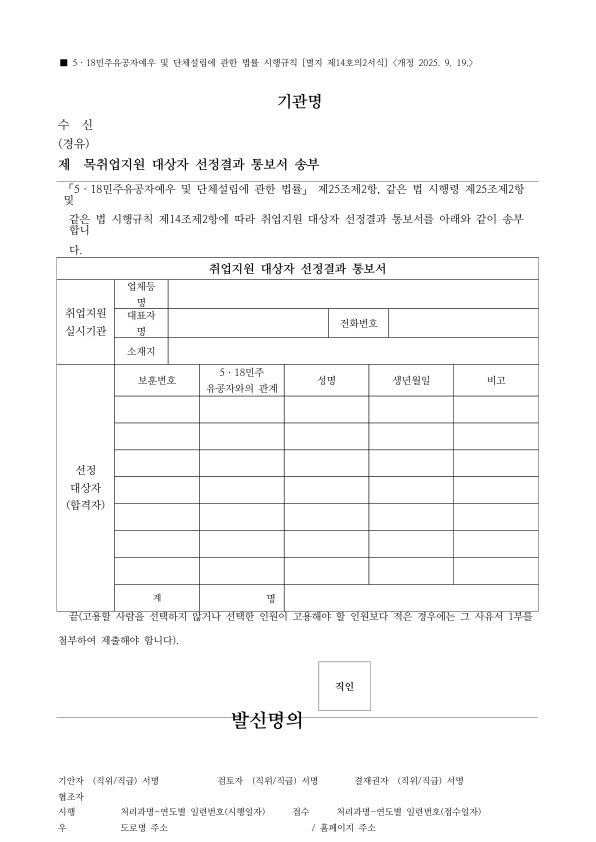 ■ 5ㆍ18민주유공자예우 및 단체설립에 관한 법률 시행규칙 [별지 제14호의2서식] <개정 2025. 9. 19.>
기관명
수 신
(경유)
제 목취업지원 대상자 선정결과 통보서 송부
「5ㆍ18민주유공자예우 및 단체설립에 관한 법률」 제25조제2항, 같은 법 시행령 제25조제2항
및
같은 법 시행규칙 제14조제2항에 따라 취업지원 대상자 선정결과 통보서를 아래와 같이 송부
합니
다.
취업지원 대상자 선정결과 통보서
취업지원
실시기관
업체등
명
대표자
명
전화번호
소재지
선정
대상자
(합격자)
보훈번호
5ㆍ18민주
유공자와의 관계
성명
생년월일
비고
계
명
끝(고용할 사람을 선택하지 않거나 선택한 인원이 고용해야 할 인원보다 적은 경우에는 그 사유서 1부를
첨부하여 제출해야 합니다).
직인
발신명의
기안자 (직위/직급) 서명 검토자 (직위/직급) 서명 결재권자 (직위/직급) 서명
협조자
시행 처리과명-연도별 일련번호(시행일자) 접수 처리과명-연도별 일련번호(접수일자)
우 도로명 주소 / 홈페이지 주소